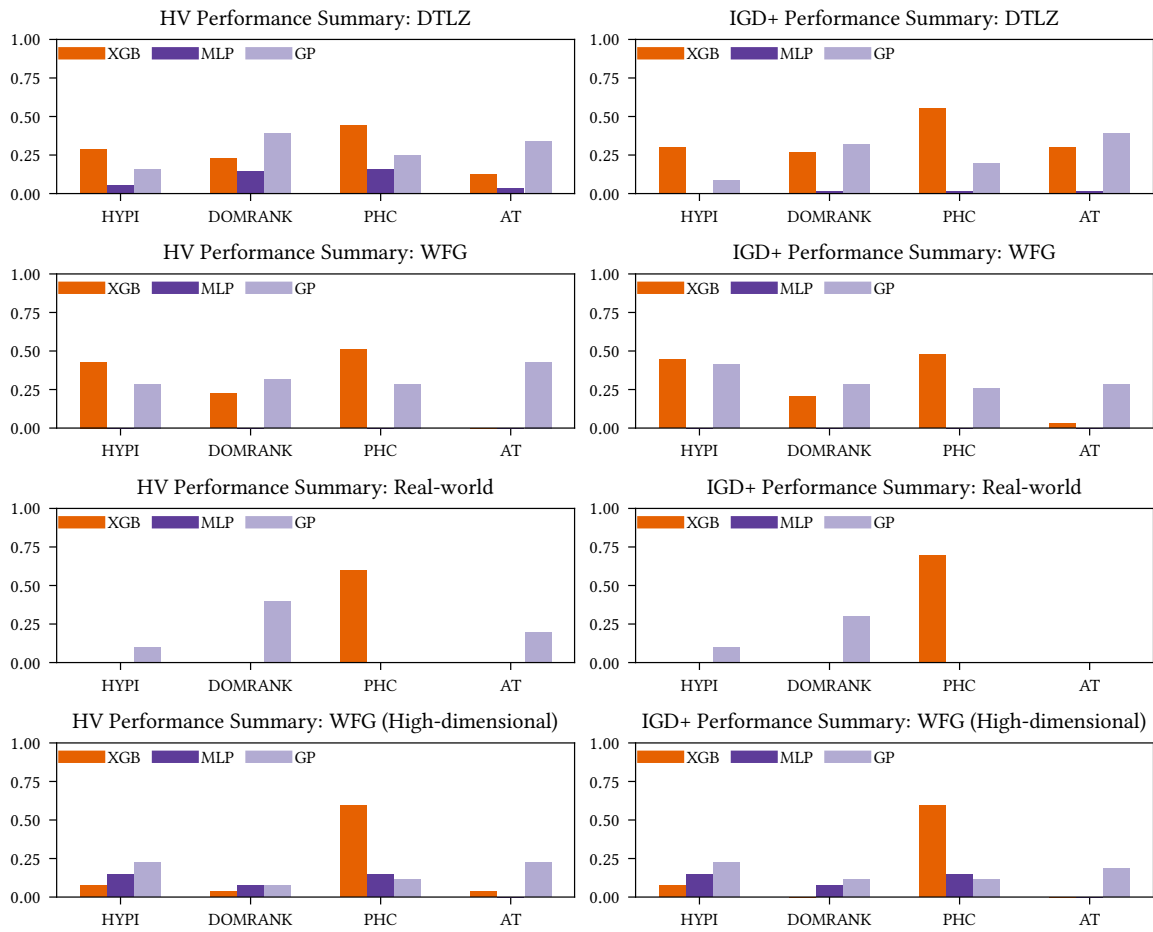 HV Performance Summary: DTLZ
1.00
0.75
0.50
0.25
0.00
XGB MLP GP
HYPI DOMRANK PHC AT
IGD+ Performance Summary: DTLZ
1.00
0.75
0.50
0.25
0.00
XGB MLP GP
HYPI DOMRANK PHC AT
HV Performance Summary: WFG
1.00
0.75
0.50
0.25
0.00
XGB MLP GP
HYPI DOMRANK PHC AT
IGD+ Performance Summary: WFG
1.00
0.75
0.50
0.25
0.00
XGB MLP GP
HYPI DOMRANK PHC AT
HV Performance Summary: Real-world
1.00
0.75
0.50
0.25
0.00
XGB MLP GP
HYPI DOMRANK PHC AT
IGD+ Performance Summary: Real-world
1.00
0.75
0.50
0.25
0.00
XGB MLP GP
HYPI DOMRANK PHC AT
HV Performance Summary: WFG (High-dimensional)
1.00
0.75
0.50
0.25
0.00
XGB MLP GP
HYPI DOMRANK PHC AT
IGD+ Performance Summary: WFG (High-dimensional)
1.00
0.75
0.50
0.25
0.00
XGB MLP GP
HYPI DOMRANK PHC AT